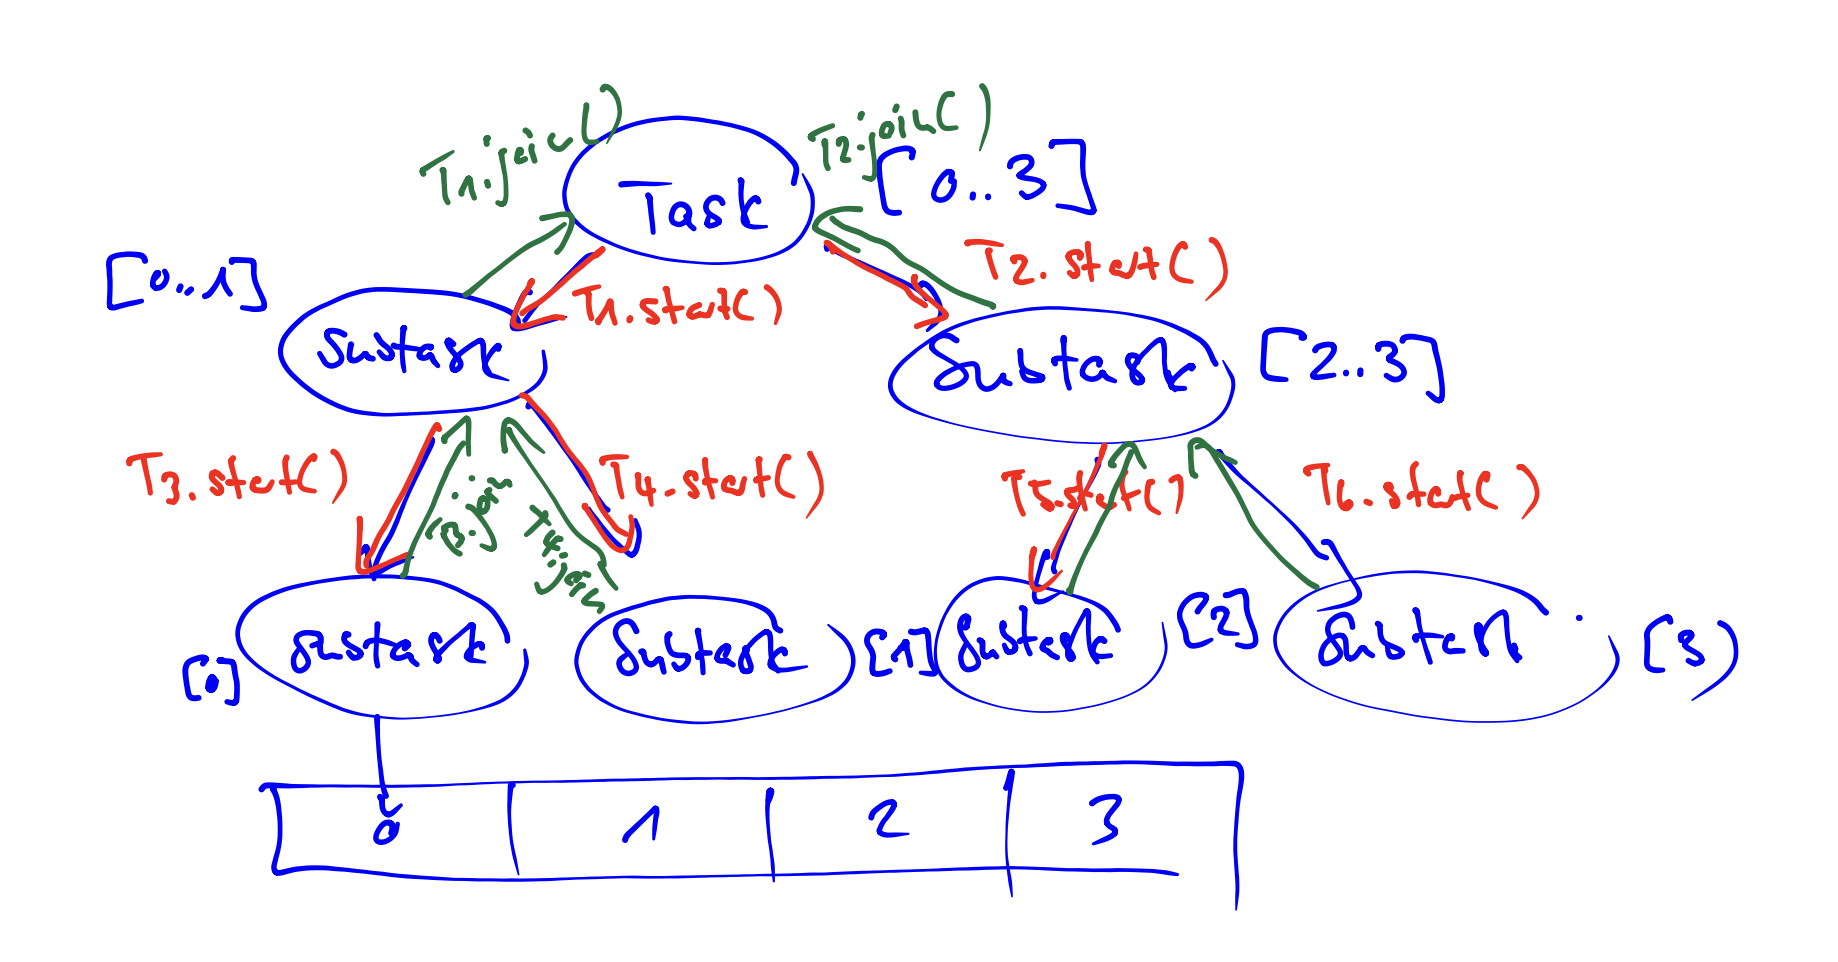 T1.join()
T2.join()
Task
[0..3]
[0..1]
T1.start()
T2.start()
Subtask
Subtask
[2..3]
T3.start()
T3.join
T4.join
T4.start()
T5.start()
T6.start()
[0]
Subtask
Subtask
[1]
Subtask
[2]
Subtask
[3]
0
1
2
3